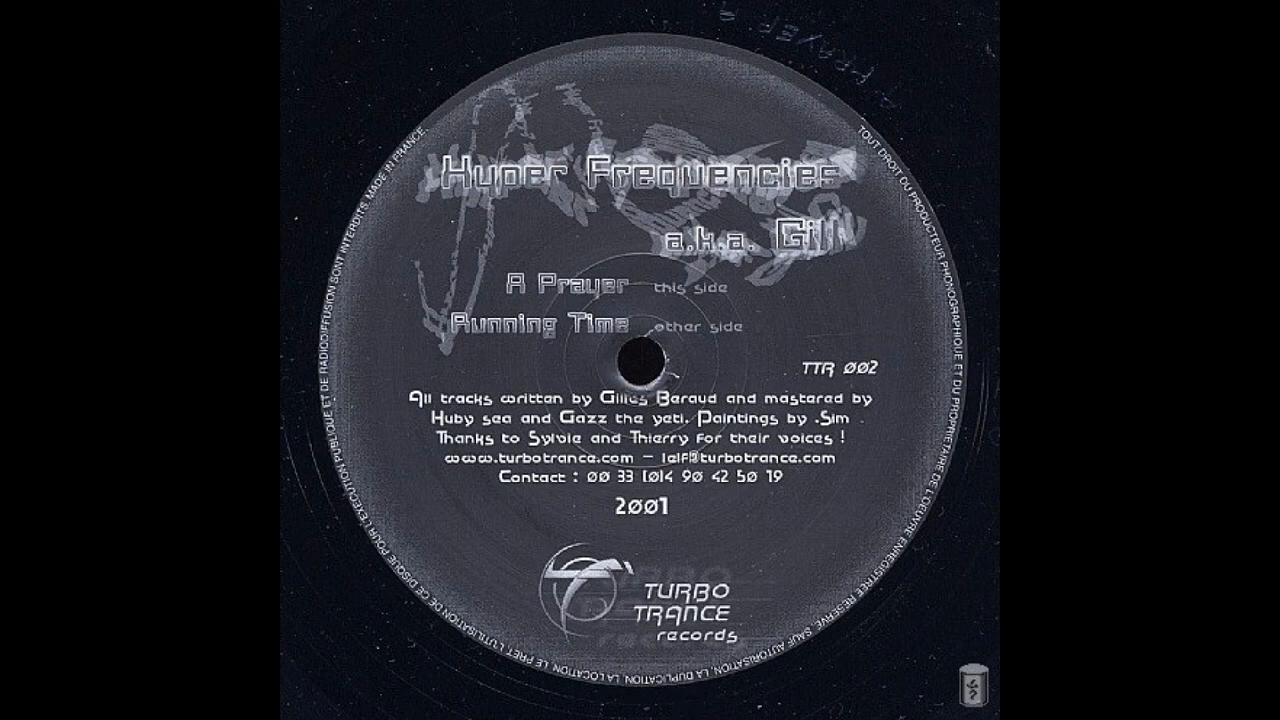 A PRAYER A
Hyper Frequencies
a.k.a. Gill
A Prayer this side
Running Time other side
TTR 002
All tracks written by Gilles Beraud and mastered by
Huby sea and Gazz the yeti. Paintings by .Sim .
Thanks to Sylvie and Thierry for their voices !
www.turbotrance.com – leif@turbotrance.com
Contact : 00 33 (0)4 90 42 50 19
2001
TURBO
TRANCE
records
TOUT DROIT DU PRODUCTEUR PHONOGRAPHIQUE ET DU PROPRIETAIRE DE L'OEUVRE ENREGISTREE RESERVE. SAUF AUTORISATION, LA DUPLICATION, LA LOCATION, LE PRET, L'UTILISATION DE CE DISQUE POUR L'EXECUTION PUBLIQUE ET DE RADIODIFFUSION SONT INTERDITS. MADE IN FRANCE.